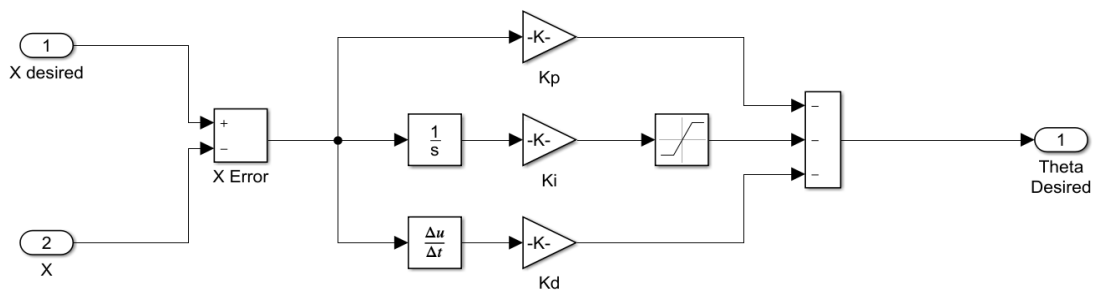 1
X desired
+
−
X Error
2
X
-K-
Kp
1
s
-K-
Ki
Δu
Δt
-K-
Kd
−
−
−
1
Theta
Desired